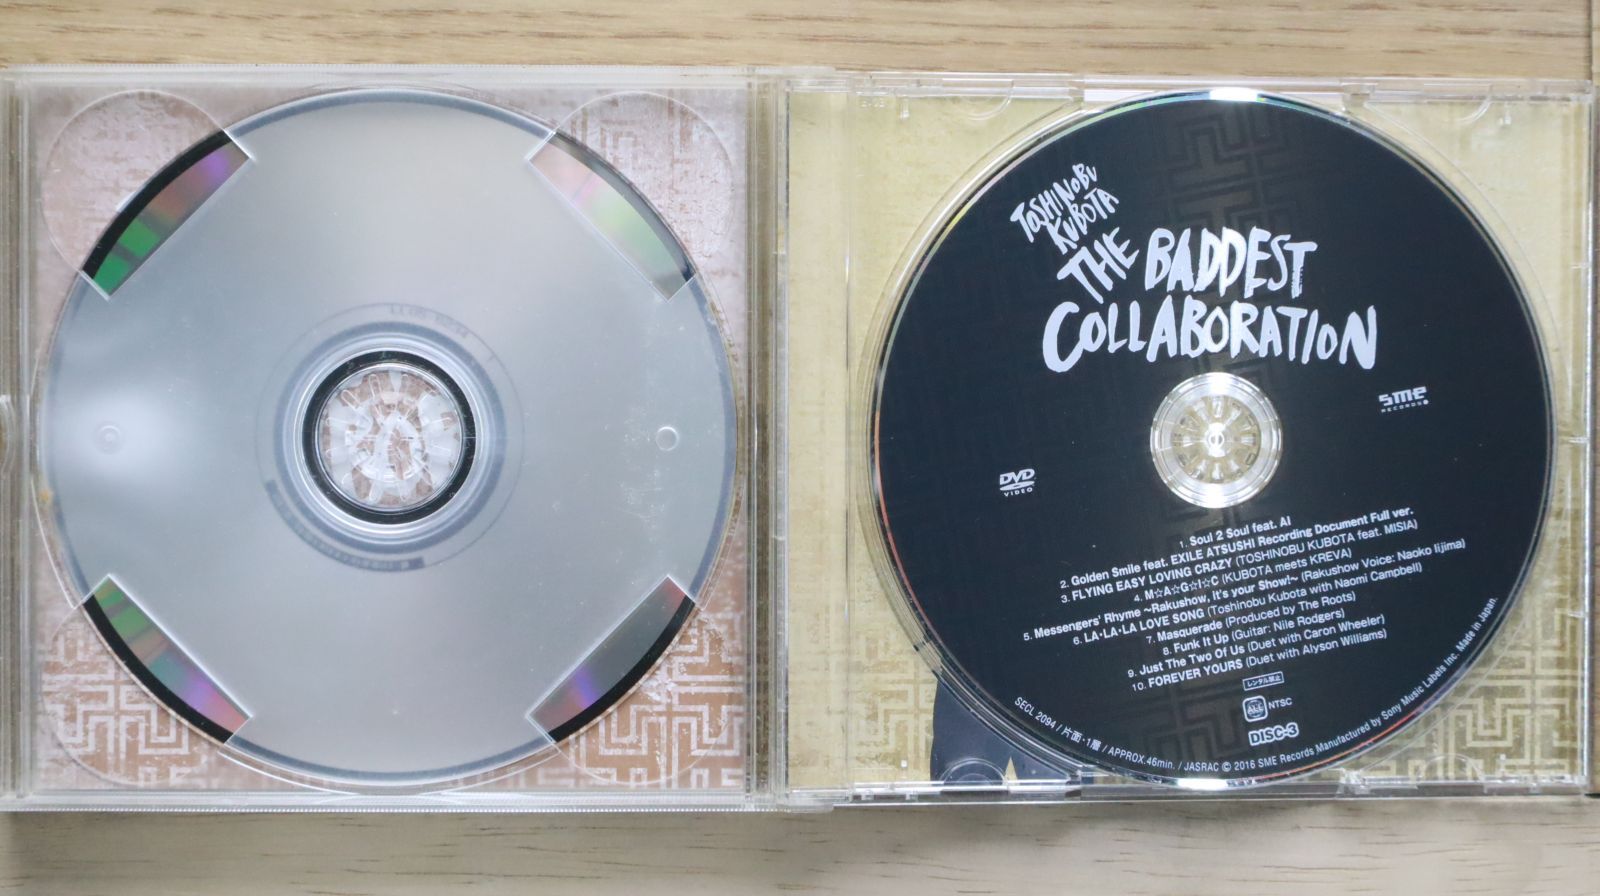 TOSHINOBU
KUBOTA
THE BADDEST
COLLABORATION
sme
RECORDS
DVD
VIDEO
1. Soul 2 Soul feat. AI
2. Golden Smile feat. EXILE ATSUSHI Recording Document Full ver.
3. FLYING EASY LOVING CRAZY (TOSHINOBU KUBOTA feat. MISIA)
4. M☆A☆G☆I☆C (KUBOTA meets KREVA)
5. Messengers' Rhyme ~Rakushow, it's your Show!~ (Rakushow Voice: Naoko Iijima)
6. LA・LA・LA LOVE SONG (Toshinobu Kubota with Naomi Campbell)
7. Masquerade (Produced by The Roots)
8. Funk It Up (Guitar: Nile Rodgers)
9. Just The Two Of Us (Duet with Caron Wheeler)
10. FOREVER YOURS (Duet with Alyson Williams)
レンタル禁止
ALL NTSC
DISC-3
SECL 2094 / 片面・1層 / APPROX.46min. / JASRAC Ⓒ 2016 SME Records Manufactured by Sony Music Labels Inc. Made in Japan.